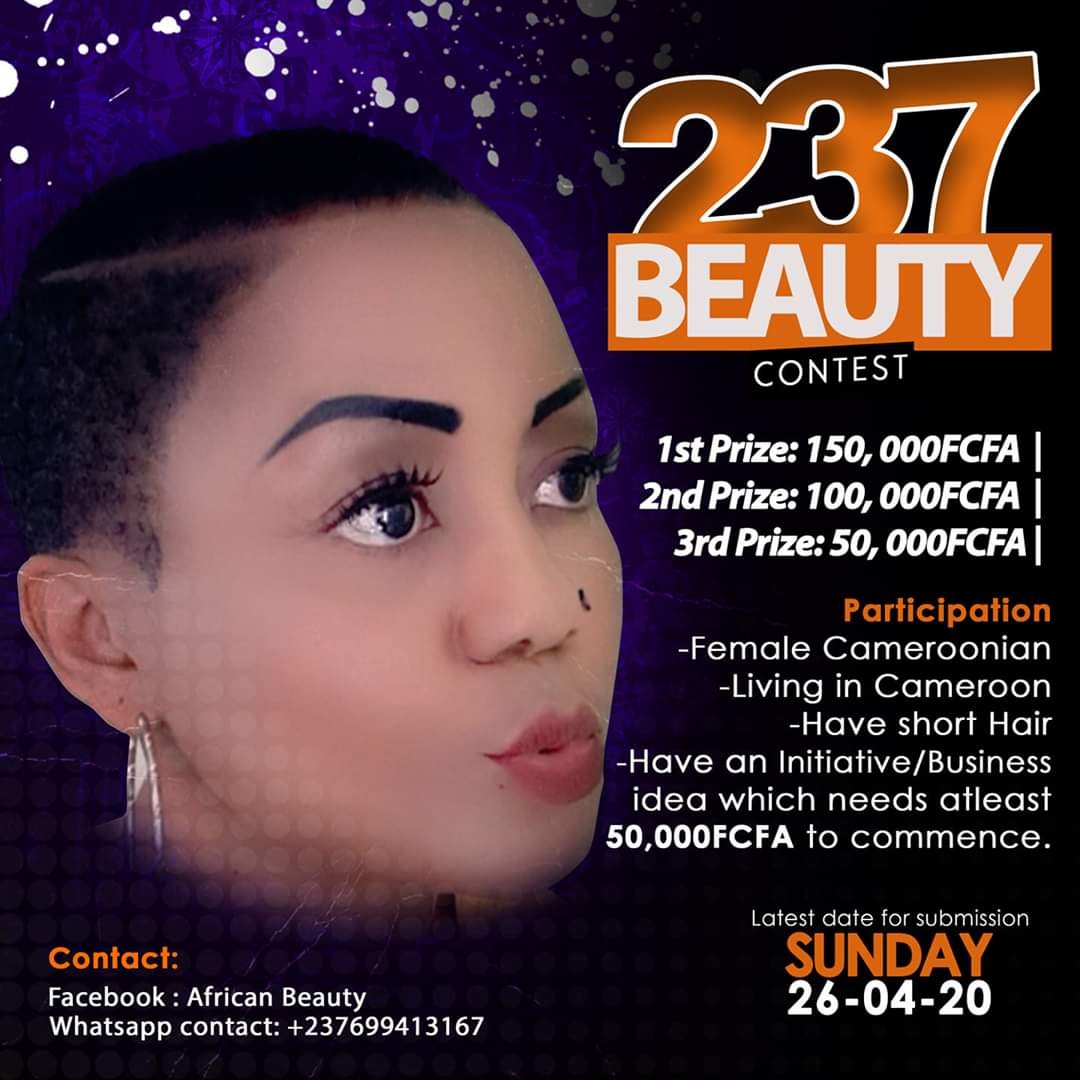 237
BEAUTY
CONTEST
1st Prize: 150, 000FCFA |
2nd Prize: 100, 000FCFA |
3rd Prize: 50, 000FCFA |
Participation
-Female Cameroonian
-Living in Cameroon
-Have short Hair
-Have an Initiative/Business
idea which needs atleast
50,000FCFA to commence.
Latest date for submission
SUNDAY
26-04-20
Contact:
Facebook : African Beauty
Whatsapp contact: +237699413167